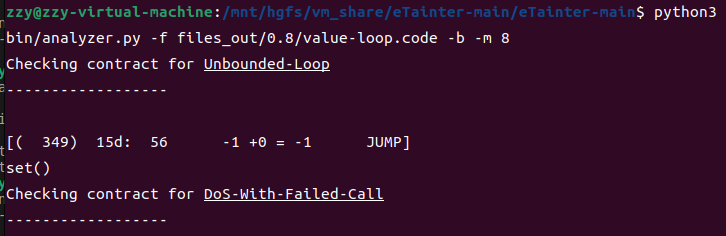 zzy@zzy-virtual-machine:/mnt/hgfs/vm_share/eTainter-main/eTainter-main$ python3
bin/analyzer.py -f files_out/0.8/value-loop.code -b -m 8
Checking contract for Unbounded-Loop
------------------
[(  349)  15d:  56      -1 +0 = -1      JUMP]
set()
Checking contract for DoS-With-Failed-Call
------------------